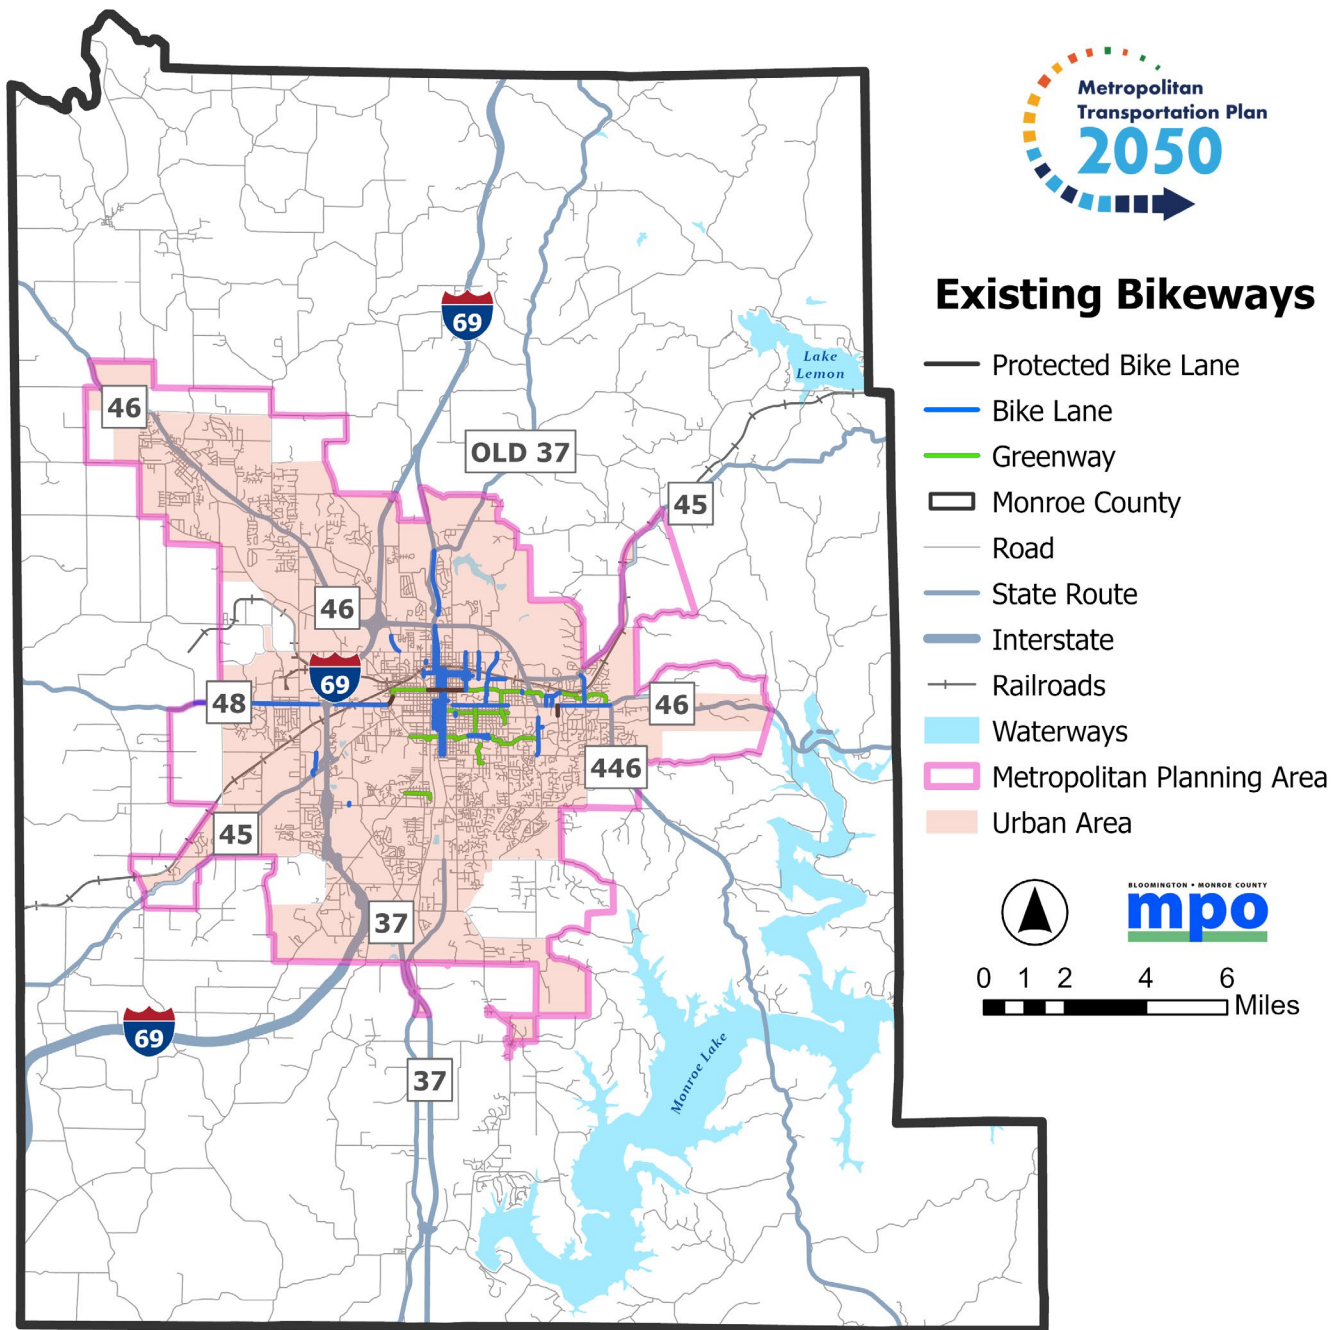 Metropolitan
Transportation Plan
2050
Existing Bikeways
Protected Bike Lane
Bike Lane
Greenway
Monroe County
Road
State Route
Interstate
Railroads
Waterways
Metropolitan Planning Area
Urban Area
BLOOMINGTON • MONROE COUNTY
mpo
0 1 2 4 6
Miles
69
Lake
Lemon
46
OLD 37
45
46
69
48
46
446
45
37
69
37
Monroe Lake